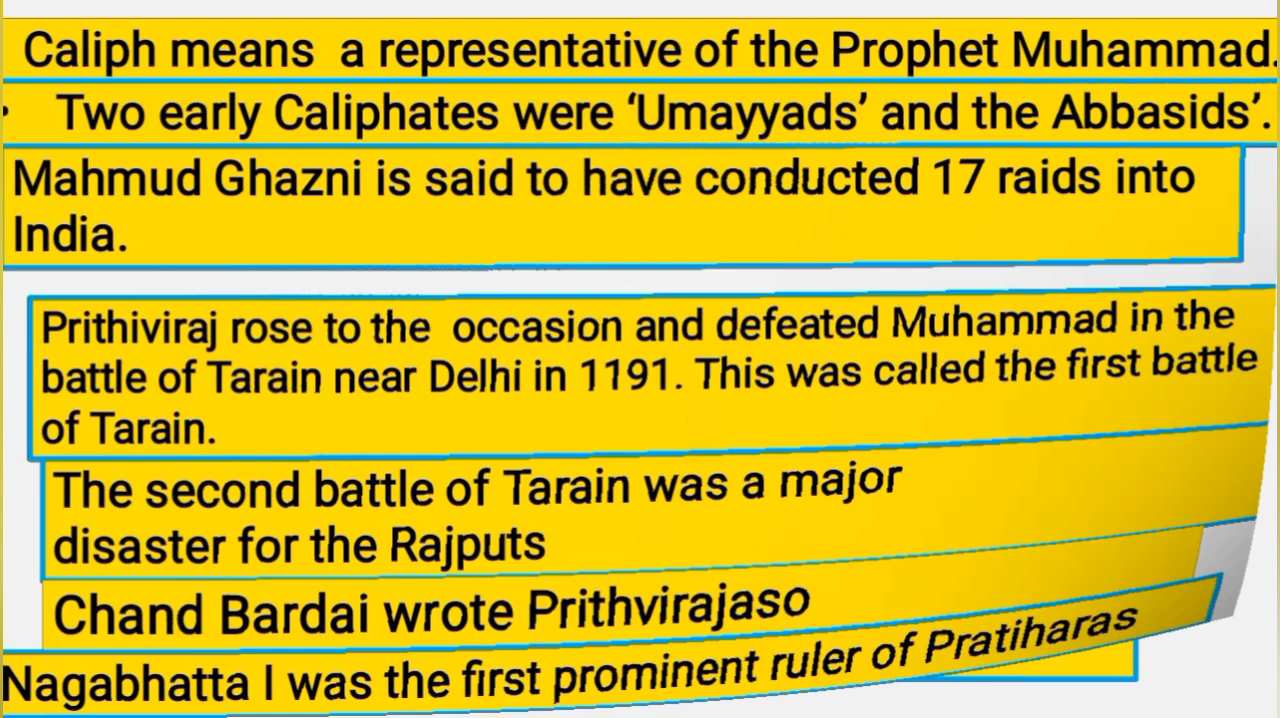 Caliph means a representative of the Prophet Muhammad.
• Two early Caliphates were ‘Umayyads’ and the Abbasids’.
Mahmud Ghazni is said to have conducted 17 raids into
India.
Prithiviraj rose to the occasion and defeated Muhammad in the
battle of Tarain near Delhi in 1191. This was called the first battle
of Tarain.
The second battle of Tarain was a major
disaster for the Rajputs
Chand Bardai wrote Prithvirajaso
Nagabhatta I was the first prominent ruler of Pratiharas